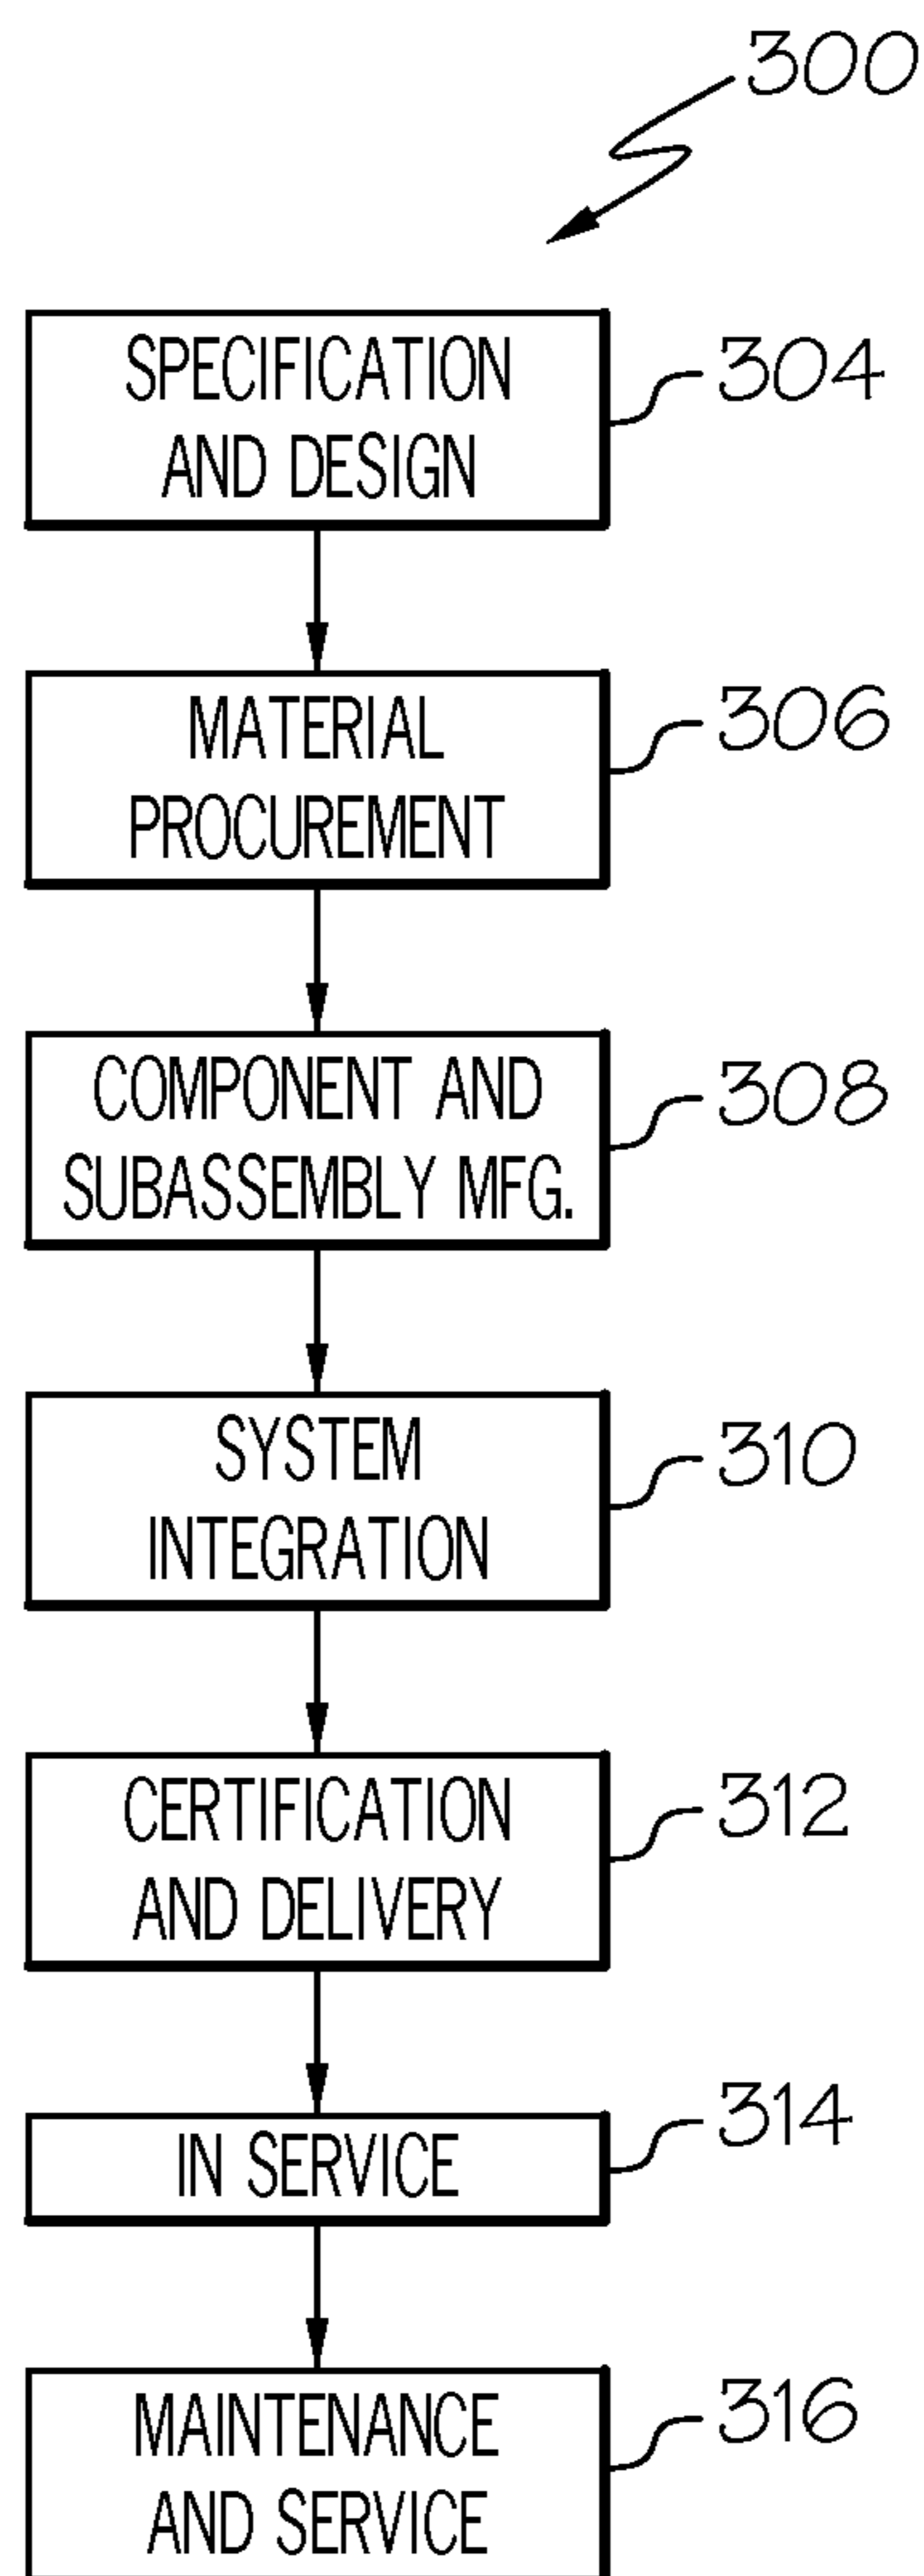 300
SPECIFICATION
AND DESIGN
304
MATERIAL
PROCUREMENT
306
COMPONENT AND
SUBASSEMBLY MFG.
308
SYSTEM
INTEGRATION
310
CERTIFICATION
AND DELIVERY
312
IN SERVICE
314
MAINTENANCE
AND SERVICE
316